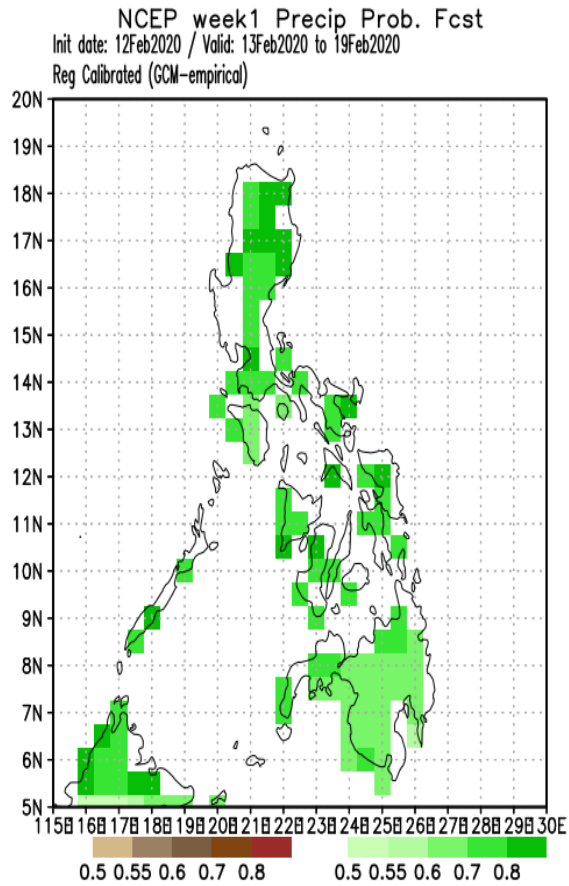 NCEP week1 Precip Prob. Fcst
Init date: 12Feb2020 / Valid: 13Feb2020 to 19Feb2020
Reg Calibrated (GCM-empirical)
20N
19N
18N
17N
16N
15N
14N
13N
12N
11N
10N
9N
8N
7N
6N
5N
115E 116E 117E 118E 119E 120E 121E 122E 123E 124E 125E 126E 127E 128E 129E 130E
0.5 0.55 0.6 0.7 0.8 0.5 0.55 0.6 0.7 0.8